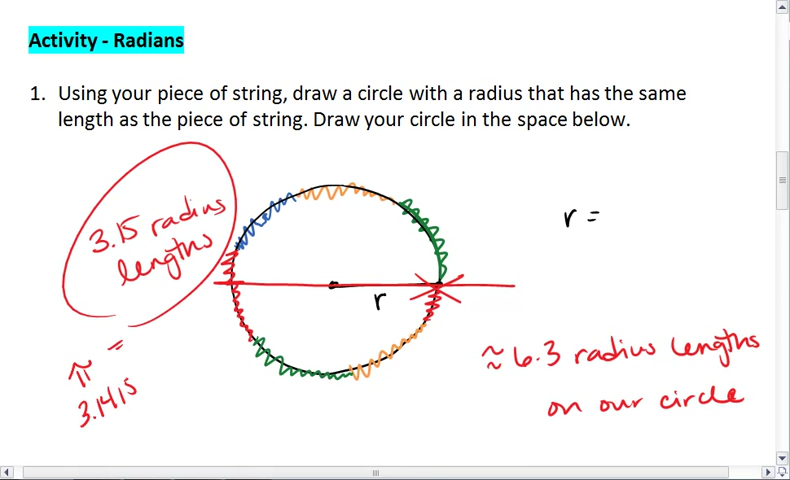 Activity - Radians
1. Using your piece of string, draw a circle with a radius that has the same
length as the piece of string. Draw your circle in the space below.
3.15 radius
lengths
r =
r
π =
3.1415
≈ 6.3 radius lengths
on our circle